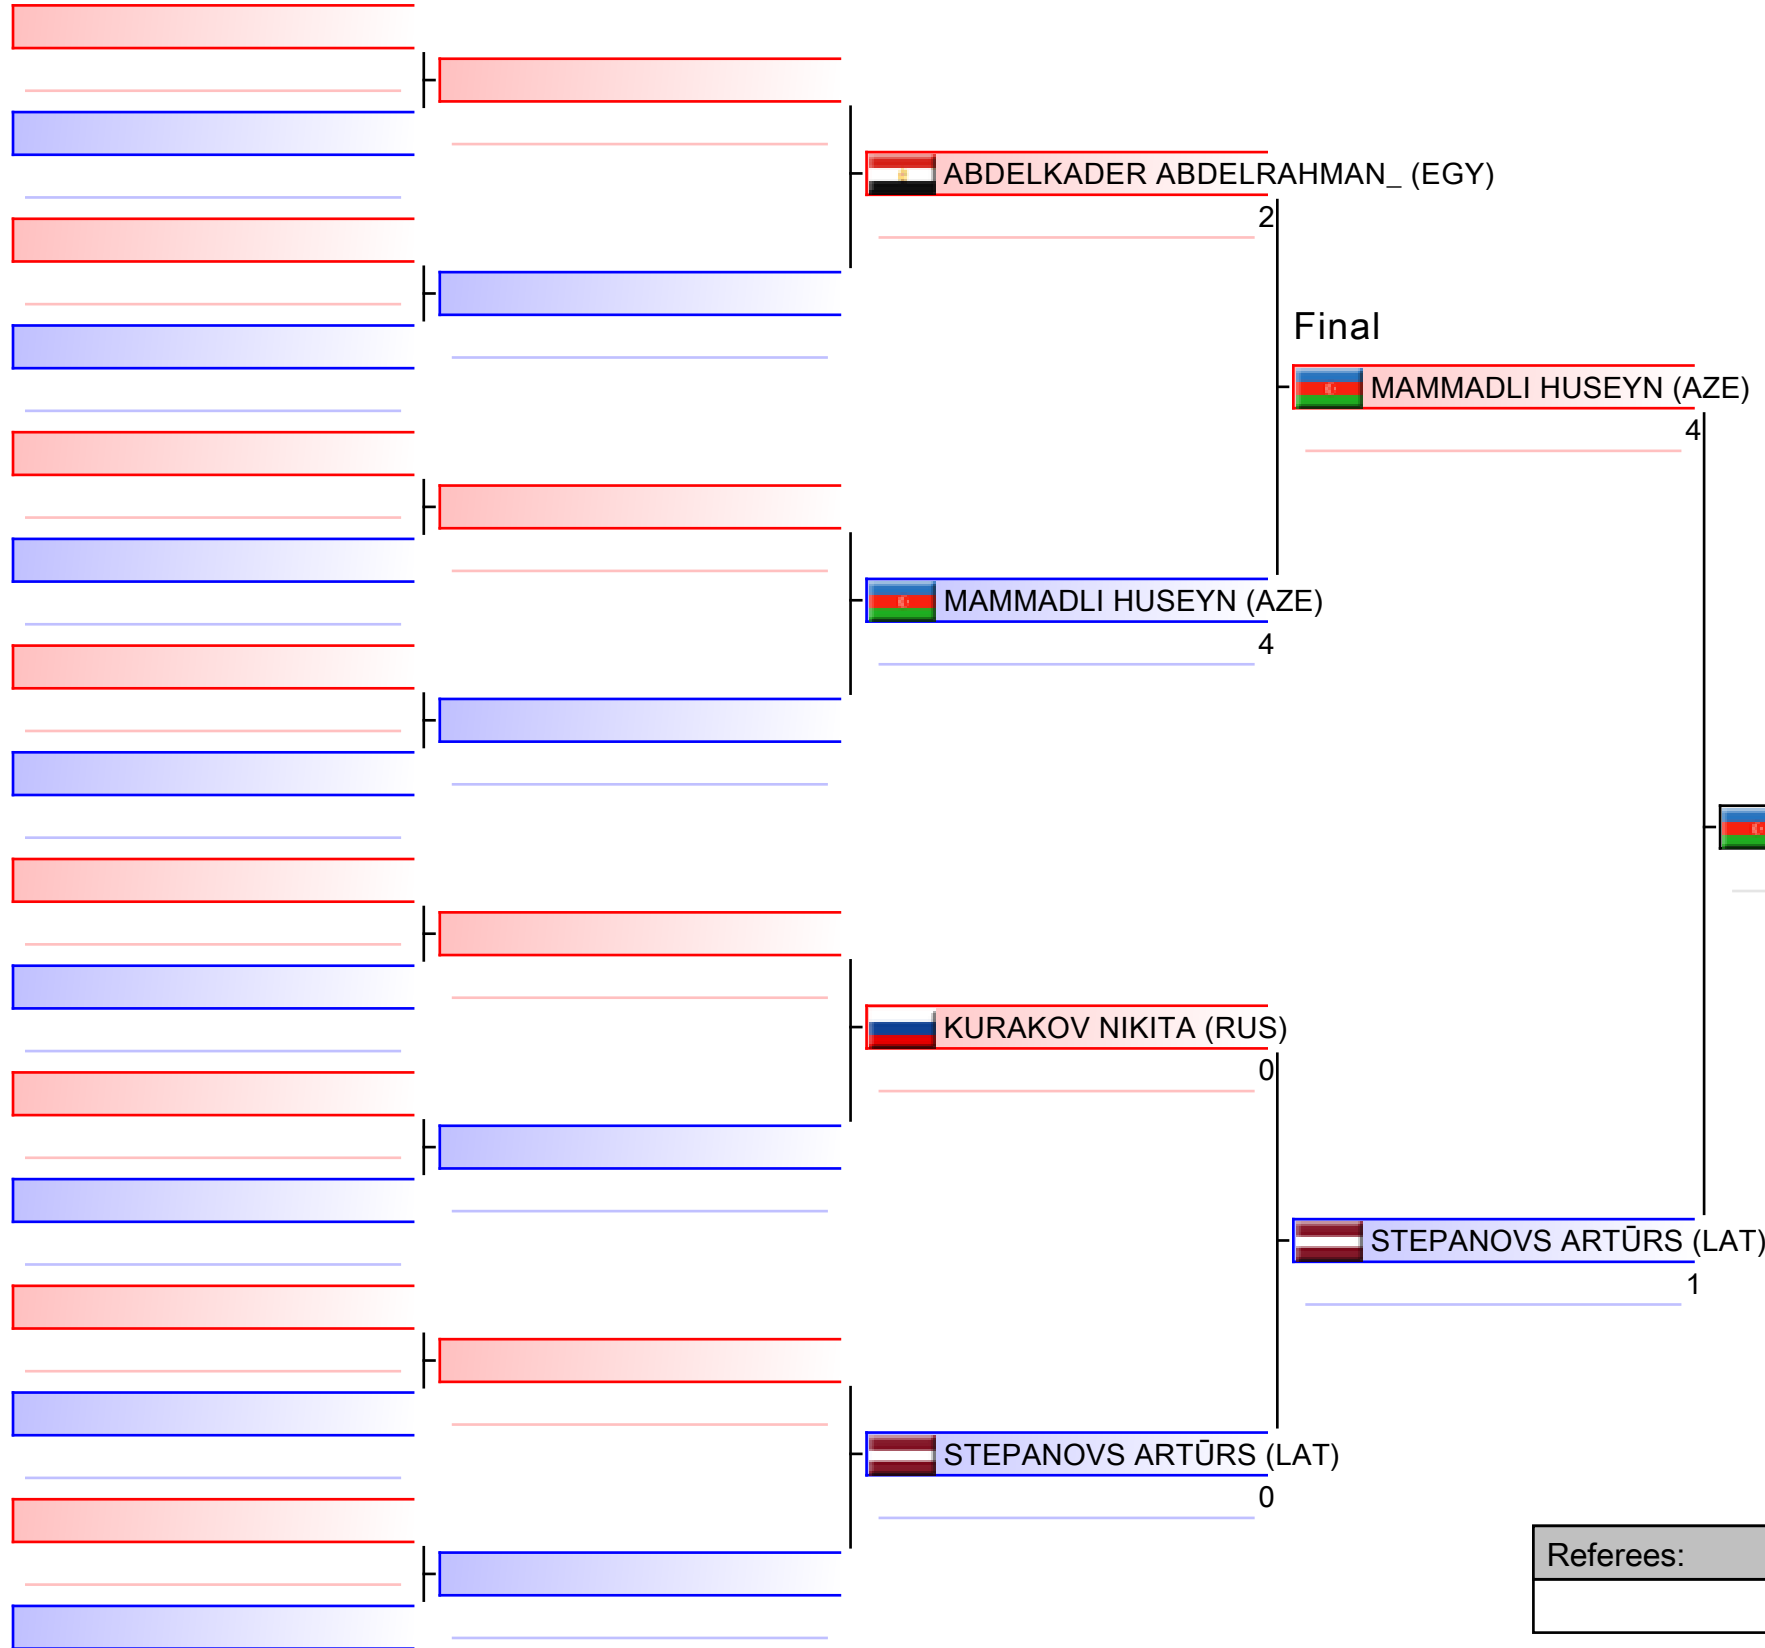 ABDELKADER ABDELRAHMAN_ (EGY)
2
Final
MAMMADLI HUSEYN (AZE)
4
MAMMADLI HUSEYN (AZE)
4
KURAKOV NIKITA (RUS)
0
STEPANOVS ARTŪRS (LAT)
1
STEPANOVS ARTŪRS (LAT)
0
Referees: